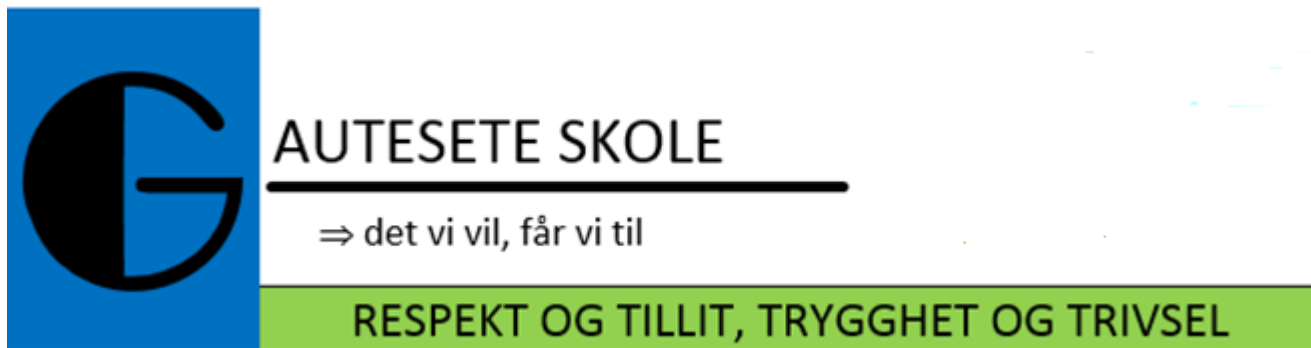 G AUTESETE SKOLE
⇒ det vi vil, får vi til
RESPEKT OG TILLIT, TRYGGHET OG TRIVSEL